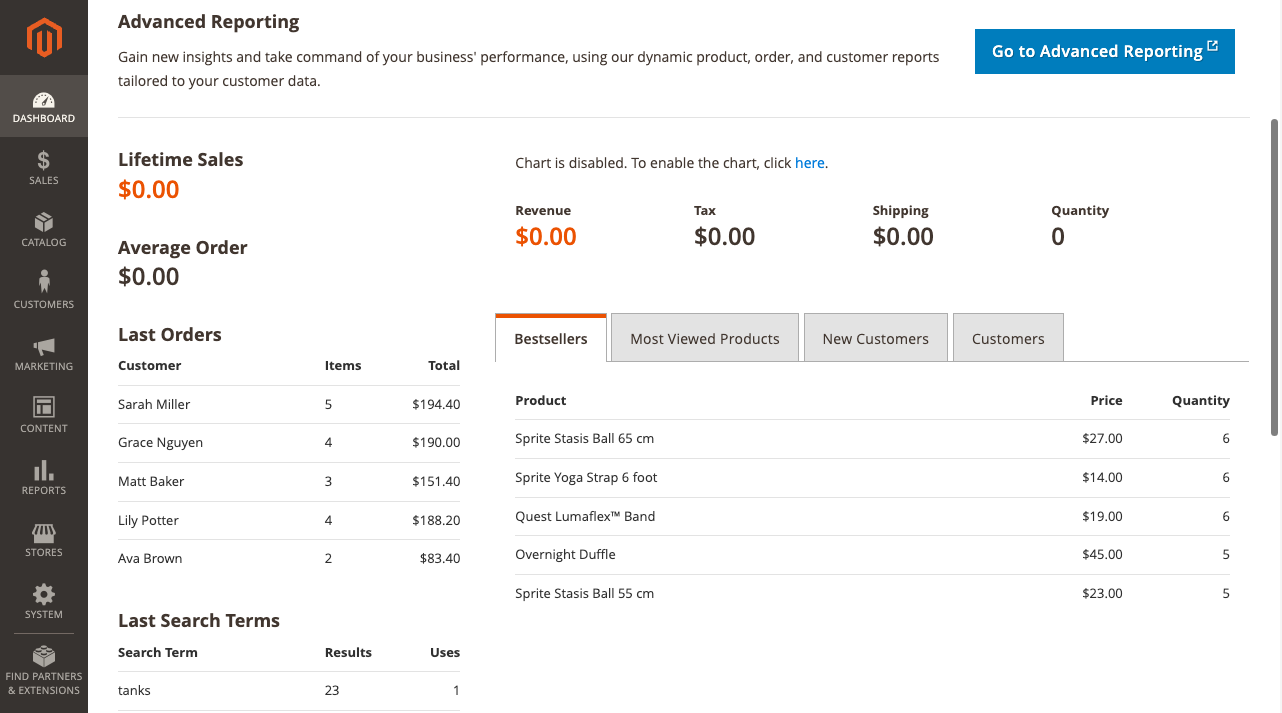 DASHBOARD
SALES
CATALOG
CUSTOMERS
MARKETING
CONTENT
REPORTS
STORES
SYSTEM
FIND PARTNERS
& EXTENSIONS
Advanced Reporting
Gain new insights and take command of your business' performance, using our dynamic product, order, and customer reports
tailored to your customer data.
Go to Advanced Reporting
Lifetime Sales
$0.00
Average Order
$0.00
Last Orders
Customer Items Total
Sarah Miller 5 $194.40
Grace Nguyen 4 $190.00
Matt Baker 3 $151.40
Lily Potter 4 $188.20
Ava Brown 2 $83.40
Last Search Terms
Search Term Results Uses
tanks 23 1
Chart is disabled. To enable the chart, click here.
Revenue Tax Shipping Quantity
$0.00 $0.00 $0.00 0
Bestsellers Most Viewed Products New Customers Customers
Product Price Quantity
Sprite Stasis Ball 65 cm $27.00 6
Sprite Yoga Strap 6 foot $14.00 6
Quest Lumaflex™ Band $19.00 6
Overnight Duffle $45.00 5
Sprite Stasis Ball 55 cm $23.00 5